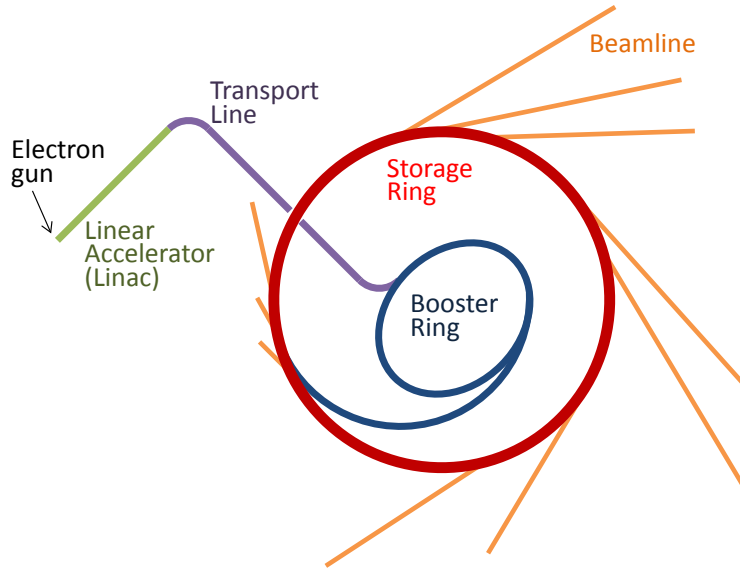 Beamline
Transport
Line
Electron
gun
Storage
Ring
Linear
Accelerator
(Linac)
Booster
Ring